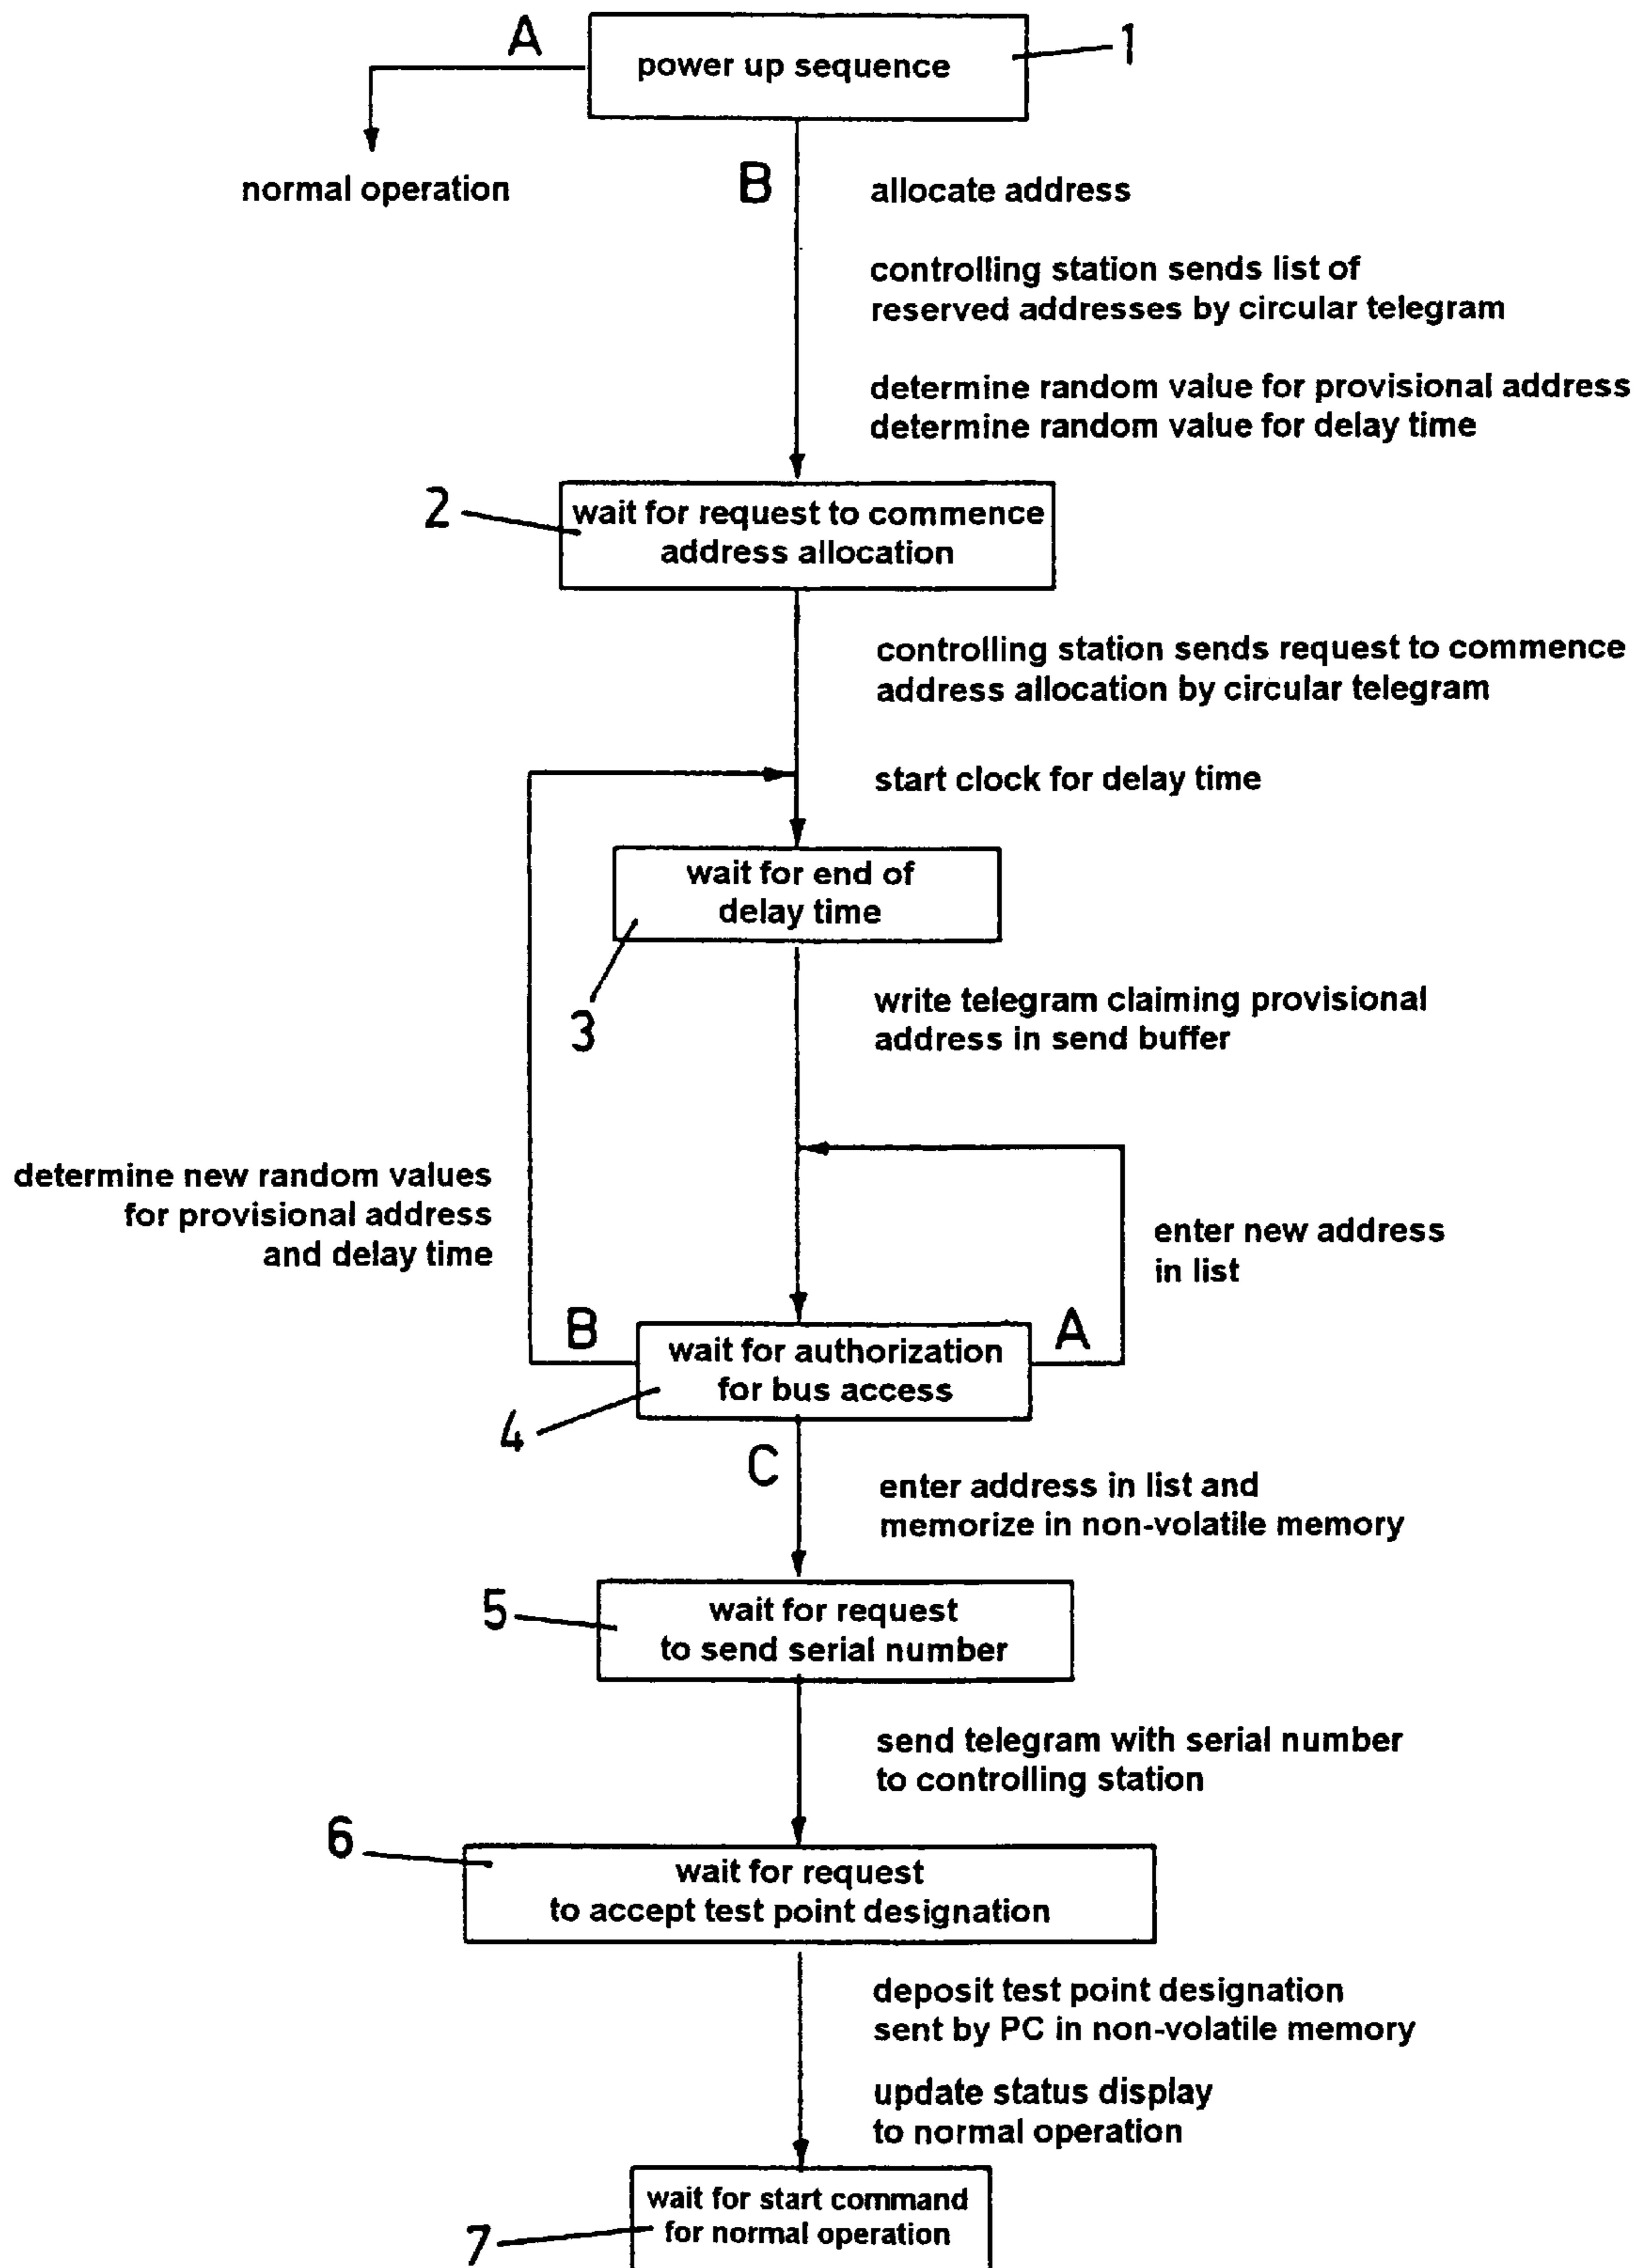 A
power up sequence
1
normal operation
B
allocate address
controlling station sends list of
reserved addresses by circular telegram
determine random value for provisional address
determine random value for delay time
2
wait for request to commence
address allocation
controlling station sends request to commence
address allocation by circular telegram
start clock for delay time
wait for end of
delay time
3
write telegram claiming provisional
address in send buffer
determine new random values
for provisional address
and delay time
enter new address
in list
B
wait for authorization
for bus access
A
4
C
enter address in list and
memorize in non-volatile memory
5
wait for request
to send serial number
send telegram with serial number
to controlling station
6
wait for request
to accept test point designation
deposit test point designation
sent by PC in non-volatile memory
update status display
to normal operation
wait for start command
for normal operation
7